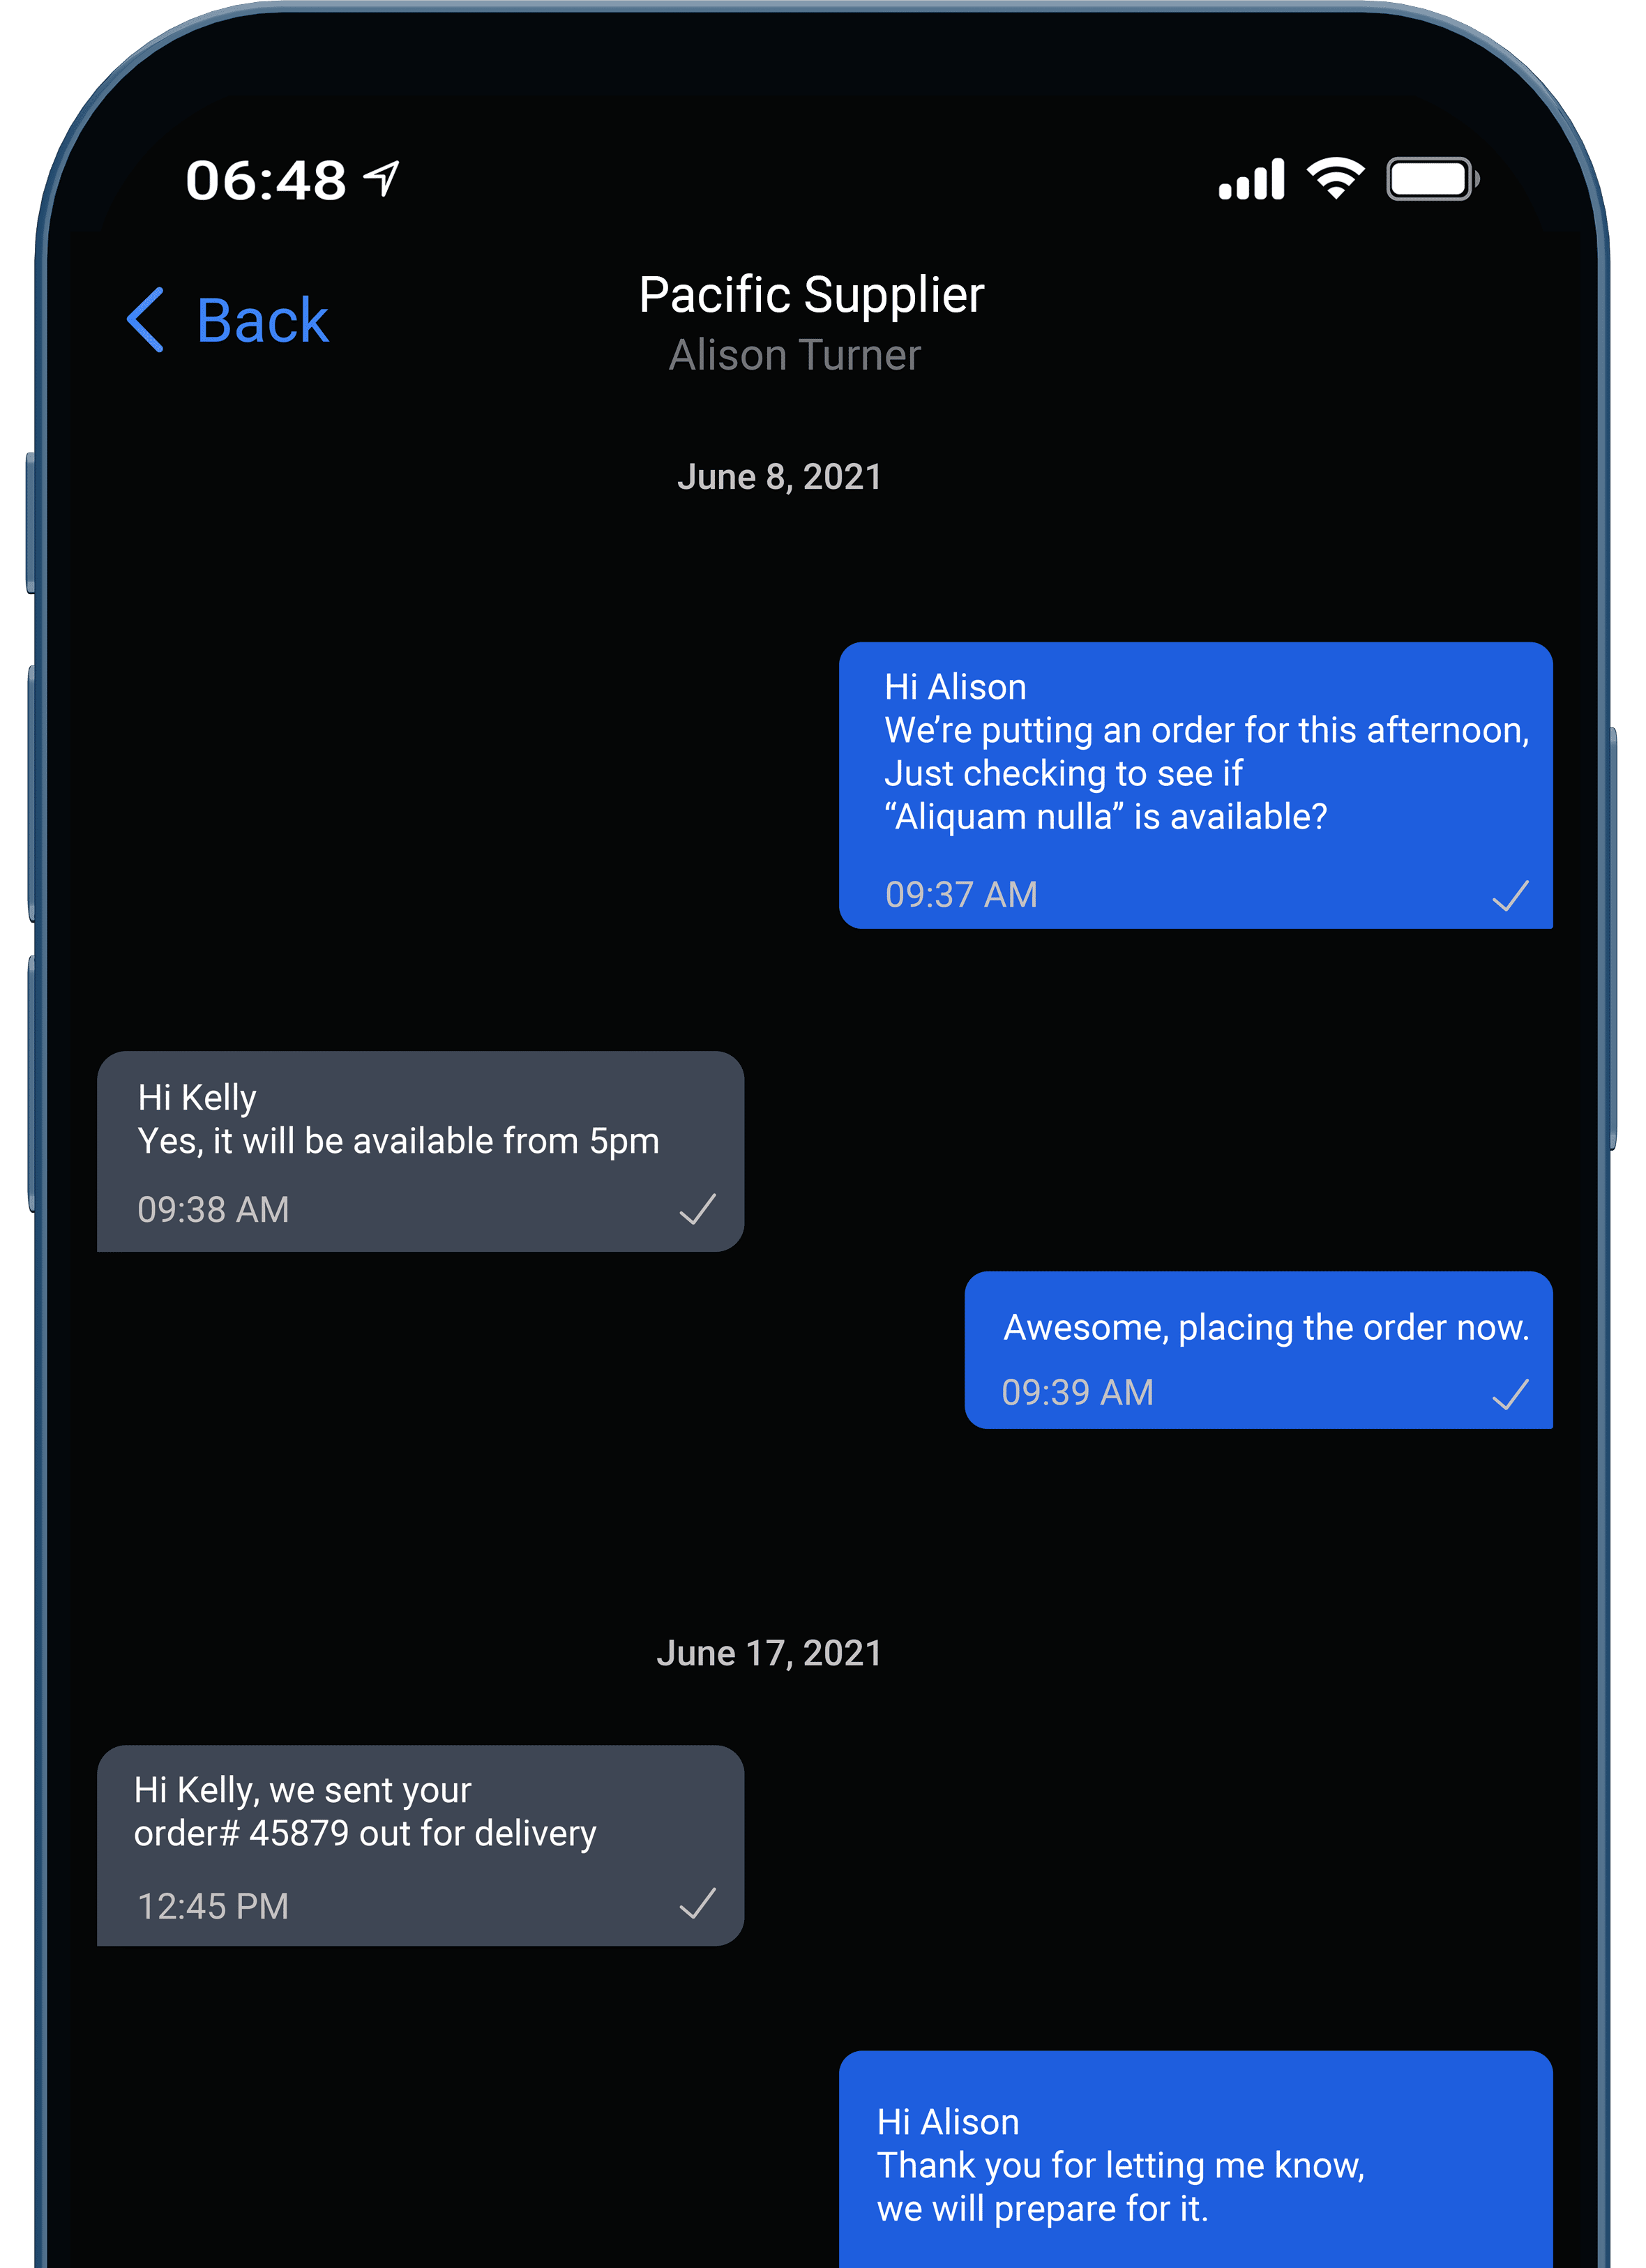 06:48
Back
Pacific Supplier
Alison Turner
June 8, 2021
Hi Alison
We’re putting an order for this afternoon,
Just checking to see if
“Aliquam nulla” is available?
09:37 AM
Hi Kelly
Yes, it will be available from 5pm
09:38 AM
Awesome, placing the order now.
09:39 AM
June 17, 2021
Hi Kelly, we sent your
order# 45879 out for delivery
12:45 PM
Hi Alison
Thank you for letting me know,
we will prepare for it.